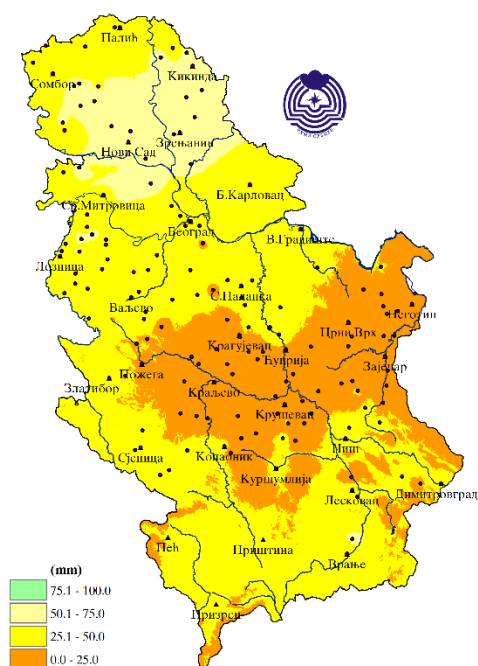 Палић
Сомбор
Кикинда
Зрењанин
Нови Сад
Б.Карловац
Ср.Митровица
Београд
В.Градиште
Лозница
С.Паланка
Ваљево
Неготин
Црни Врх
Крагујевац
Ћуприја
Зајечар
Пожега
Златибор
Краљево
Крушевац
Ниш
Сјеница
Копаоник
Куршумлија
Лесковац
Димитровград
Пећ
Приштина
Врање
Призрен
(mm)
75.1 - 100.0
50.1 - 75.0
25.1 - 50.0
0.0 - 25.0